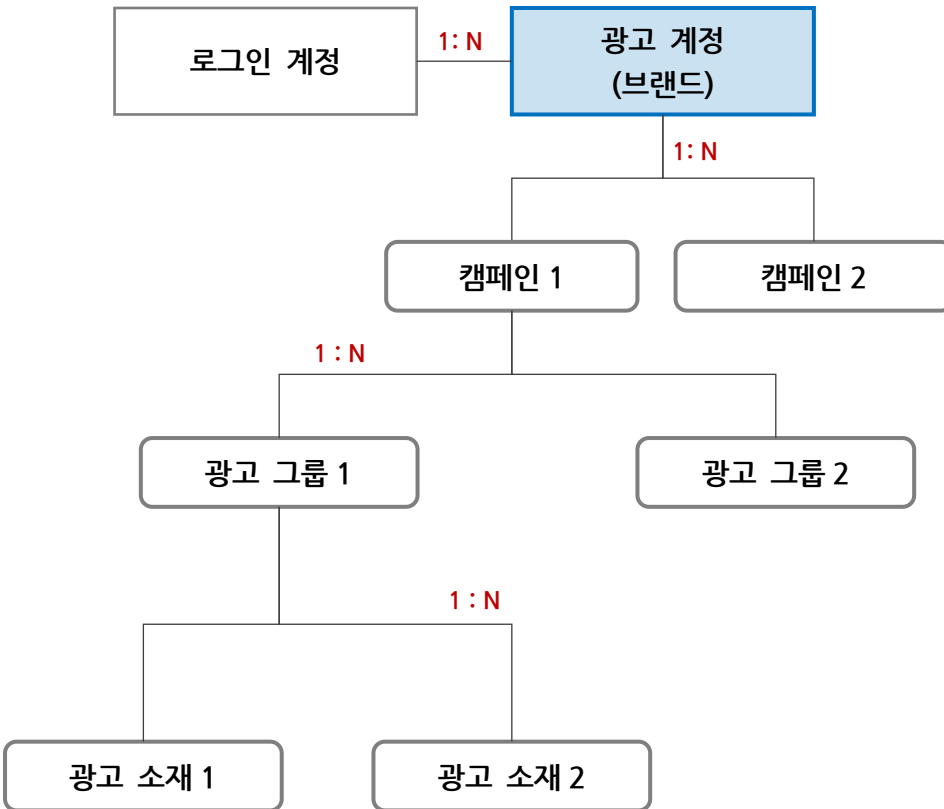 로그인 계정
1: N
광고 계정
(브랜드)
1: N
캠페인 1
캠페인 2
1 : N
광고 그룹 1
광고 그룹 2
1 : N
광고 소재 1
광고 소재 2